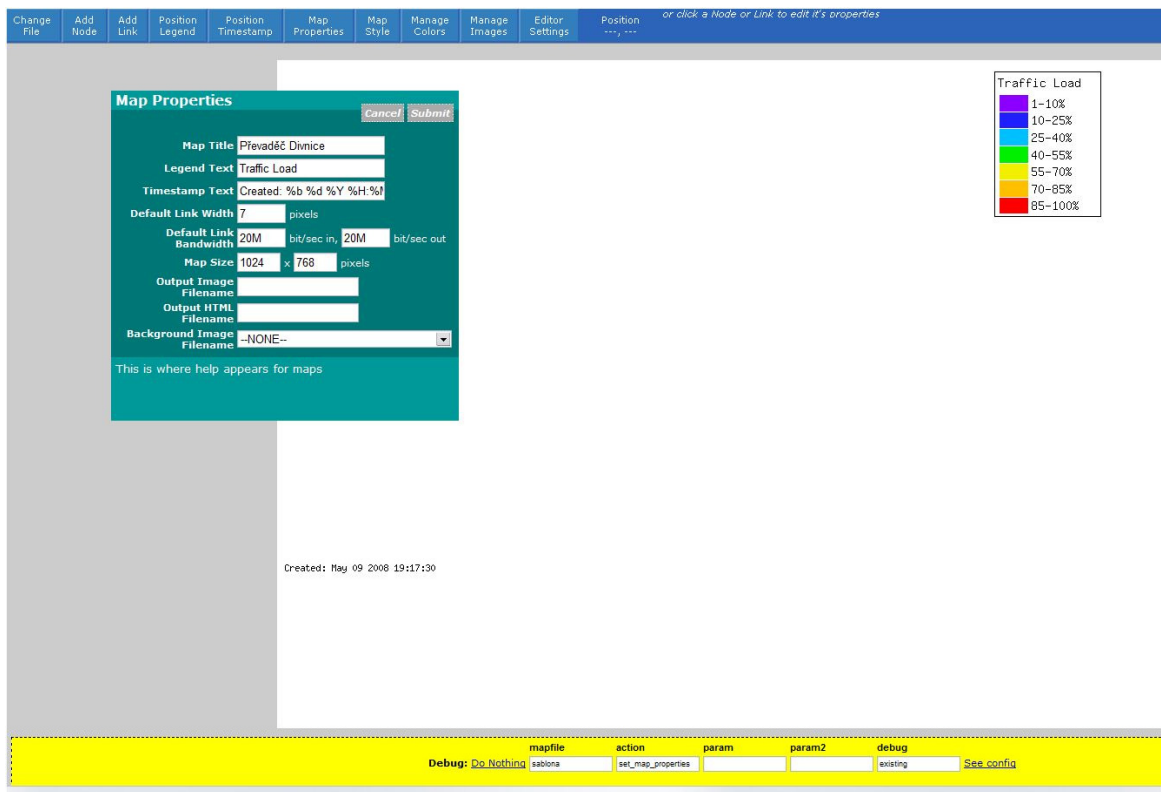 Change File
Add Node
Add Link
Position Legend
Position Timestamp
Map Properties
Map Style
Manage Colors
Manage Images
Editor Settings
Position ---, ---
or click a Node or Link to edit it's properties
Map Properties
Cancel Submit
Map Title Převaděč Divnice
Legend Text Traffic Load
Timestamp Text Created: %b %d %Y %H:%M
Default Link Width 7 pixels
Default Link Bandwidth 20M bit/sec in, 20M bit/sec out
Map Size 1024 x 768 pixels
Output Image Filename
Output HTML Filename
Background Image Filename --NONE--
This is where help appears for maps
Traffic Load
1-10%
10-25%
25-40%
40-55%
55-70%
70-85%
85-100%
Created: May 09 2008 19:17:30
mapfile action param param2 debug
Debug: Do Nothing sablona set_map_properties existing See config